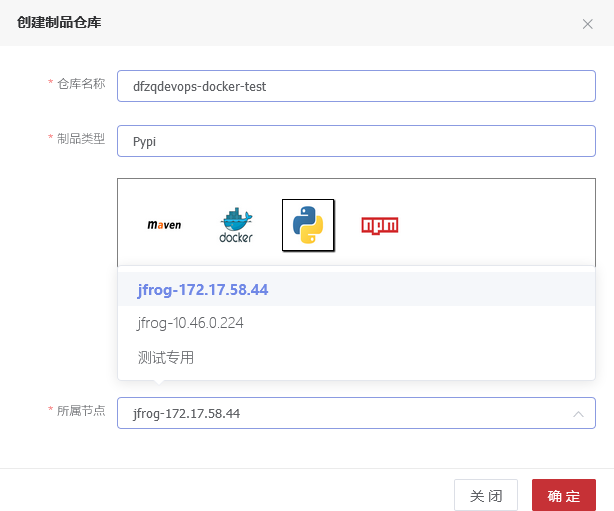 创建制品仓库
* 仓库名称
dfzqdevops-docker-test
* 制品类型
Pypi
maven
docker
npm
jfrog-172.17.58.44
jfrog-10.46.0.224
测试专用
* 所属节点
jfrog-172.17.58.44
关闭
确定